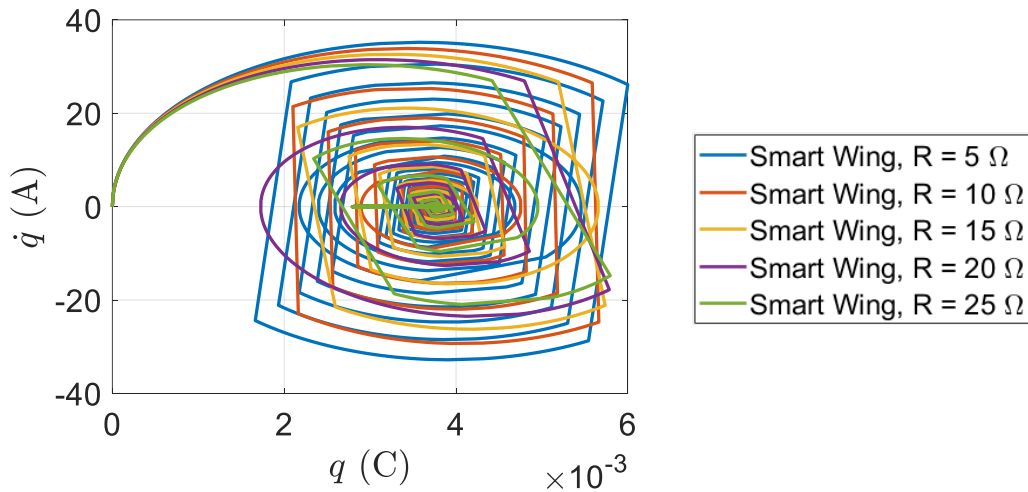 40
20
0
-20
-40
q̇ (A)
0
2
4
6
q (C)
×10⁻³
Smart Wing, R = 5 Ω
Smart Wing, R = 10 Ω
Smart Wing, R = 15 Ω
Smart Wing, R = 20 Ω
Smart Wing, R = 25 Ω